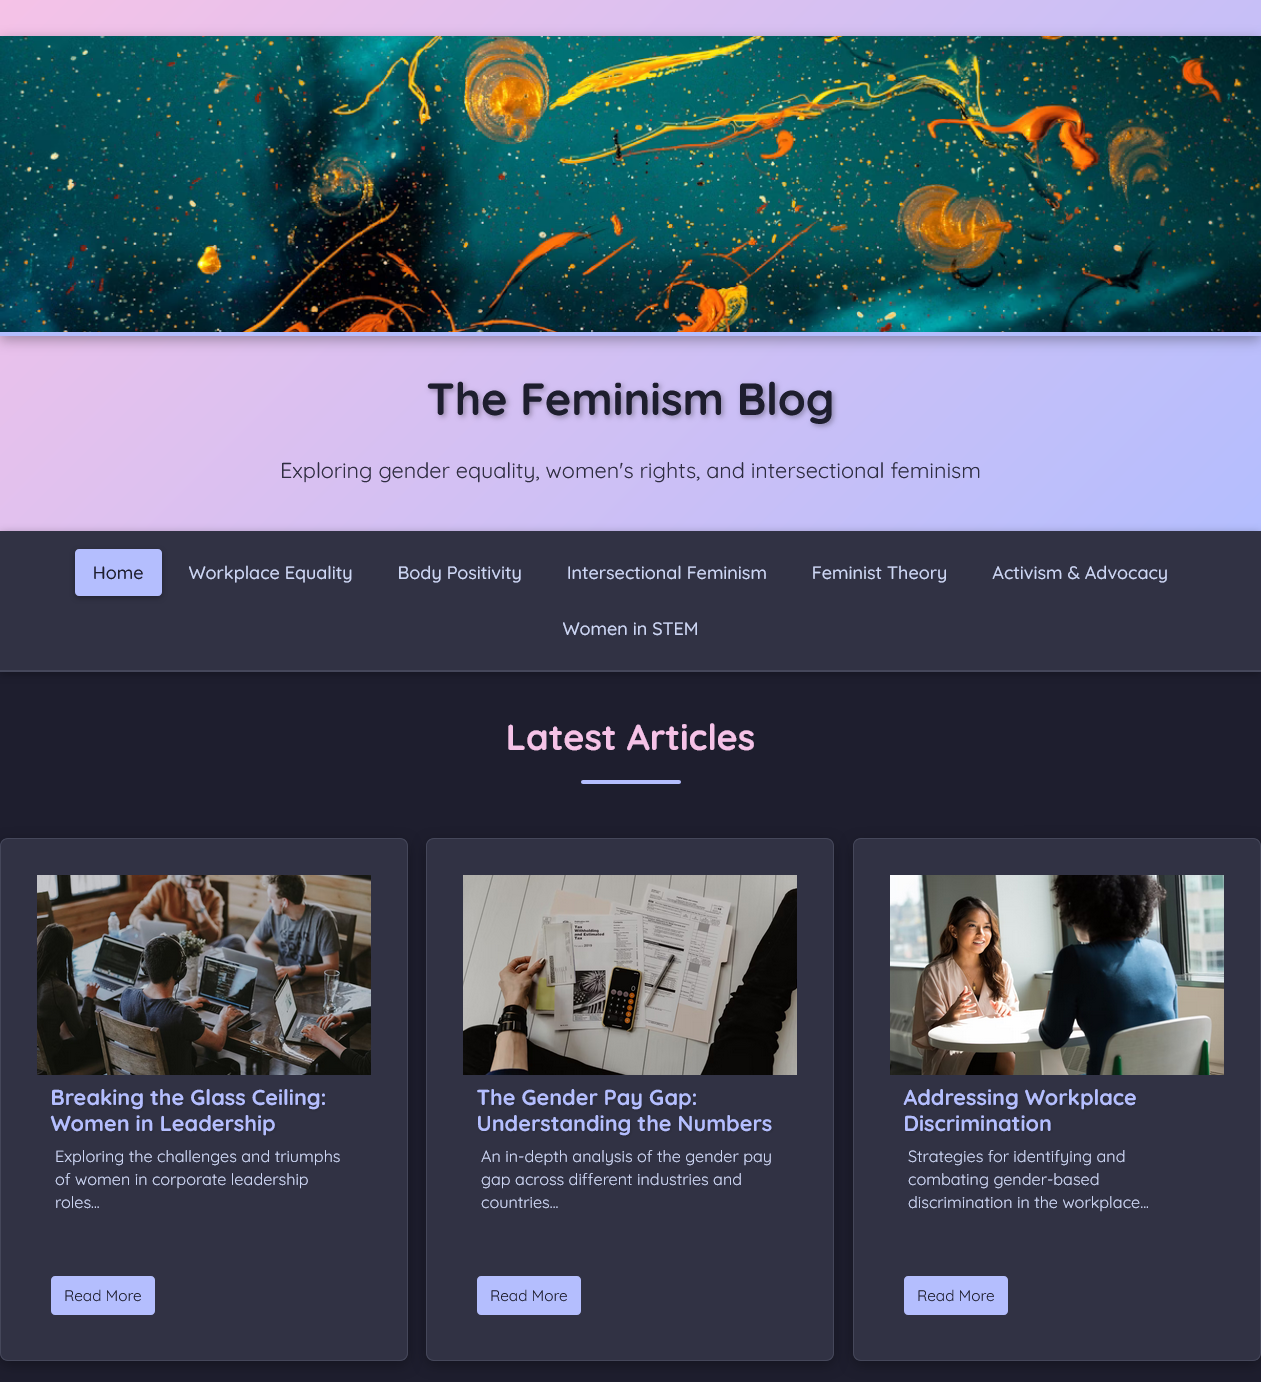 The Feminism Blog
Exploring gender equality, women's rights, and intersectional feminism
Home Workplace Equality Body Positivity Intersectional Feminism Feminist Theory Activism & Advocacy
Women in STEM
Latest Articles
Breaking the Glass Ceiling:
Women in Leadership
Exploring the challenges and triumphs
of women in corporate leadership
roles...
Read More
The Gender Pay Gap:
Understanding the Numbers
An in-depth analysis of the gender pay
gap across different industries and
countries...
Read More
Addressing Workplace
Discrimination
Strategies for identifying and
combating gender-based
discrimination in the workplace...
Read More